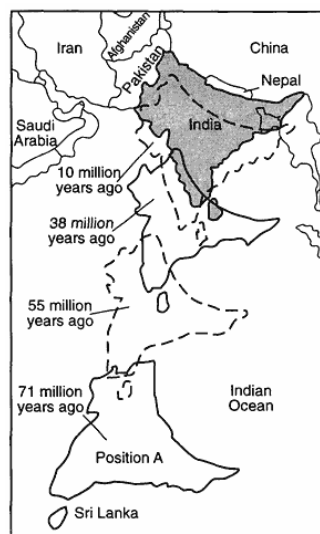 Iran
Afghanistan
China
Pakistan
Nepal
India
Saudi
Arabia
10 million
years ago
38 million
years ago
55 million
years ago
71 million
years ago
Indian
Ocean
Position A
Sri Lanka